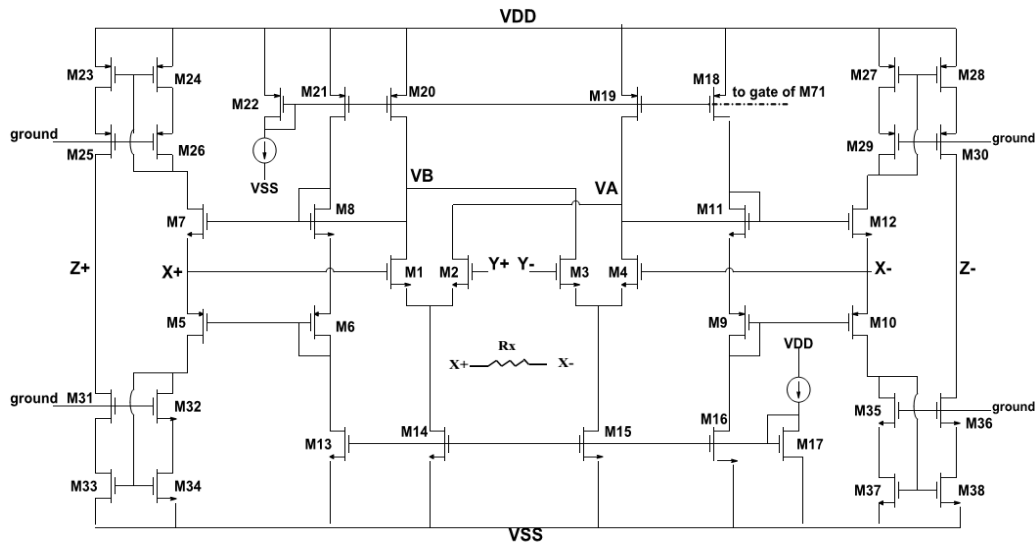 VDD
M23
M24
M22
M21
M20
M19
M18
M27
M28
to gate of M71
ground
M25
M26
M29
M30
ground
VSS
VB
VA
M7
M8
M11
M12
Z+
X+
M1
M2
Y+
Y-
M3
M4
X-
Z-
M5
M6
M9
M10
Rx
X+
X-
VDD
ground
M31
M32
M35
M36
ground
M13
M14
M15
M16
M17
M33
M34
M37
M38
VSS